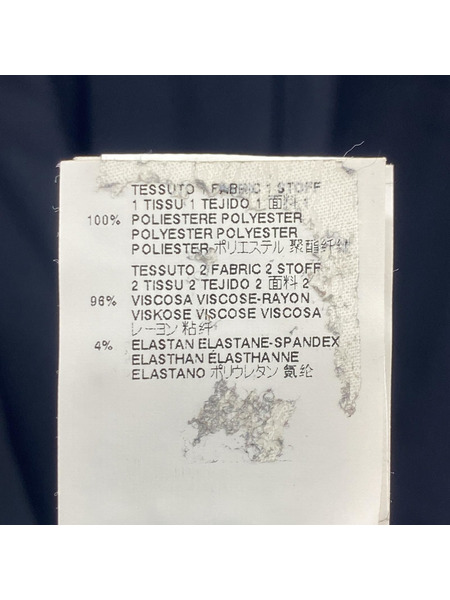 TESSUTO 1 FABRIC 1 STOFF
1 TISSU 1 TEJIDO 1 面料 1
100% POLIESTERE POLYESTER
POLYESTER POLYESTER
POLIESTER ポリエステル 聚酯纤维
TESSUTO 2 FABRIC 2 STOFF
2 TISSU 2 TEJIDO 2 面料 2
96% VISCOSA VISCOSE-RAYON
VISKOSE VISCOSE VISCOSA
レーヨン 粘纤
4% ELASTAN ELASTANE-SPANDEX
ELASTHAN ÉLASTHANNE
ELASTANO ポリウレタン 氨纶